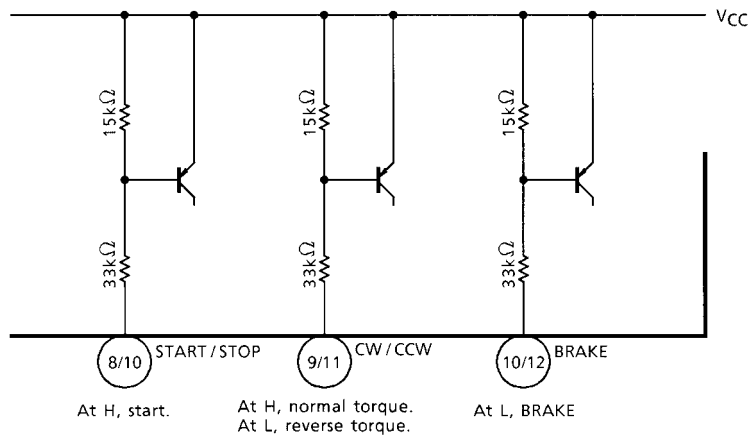 VCC
15kΩ 15kΩ 15kΩ
33kΩ 33kΩ 33kΩ
8/10 START/STOP 9/11 CW/CCW 10/12 BRAKE
At H, start. At H, normal torque. At L, BRAKE
At L, reverse torque.